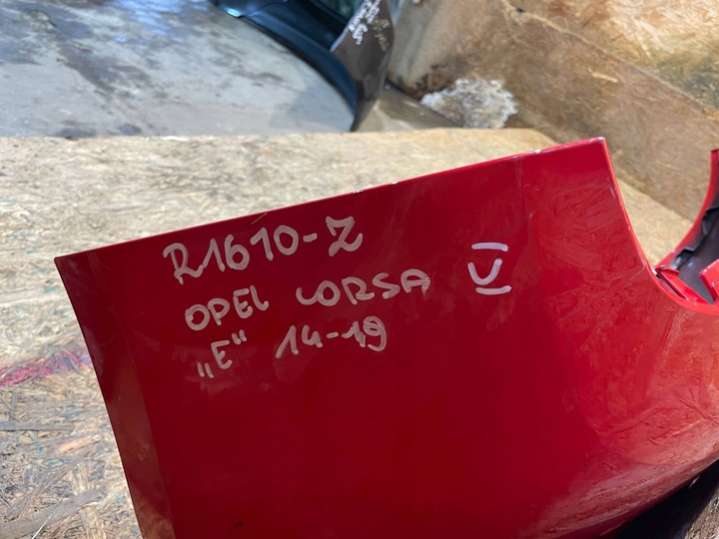 R1610-Z
OPEL CORSA V
„E" 14-19